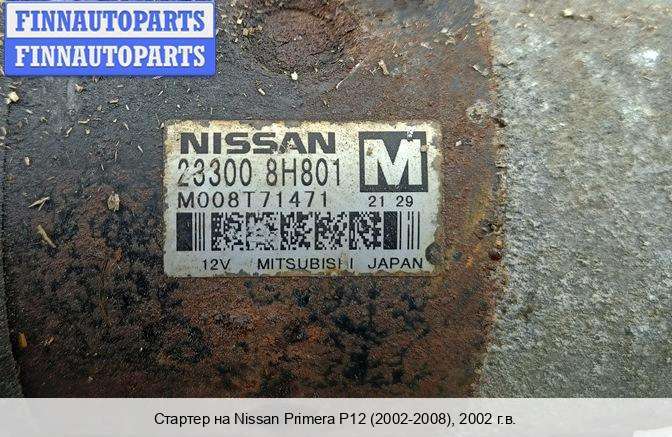 FINNAUTOPARTS
FINNAUTOPARTS
NISSAN
23300 8H801
M
M008T71471
21 29
12V MITSUBISHI JAPAN
Стартер на Nissan Primera P12 (2002-2008), 2002 г.в.